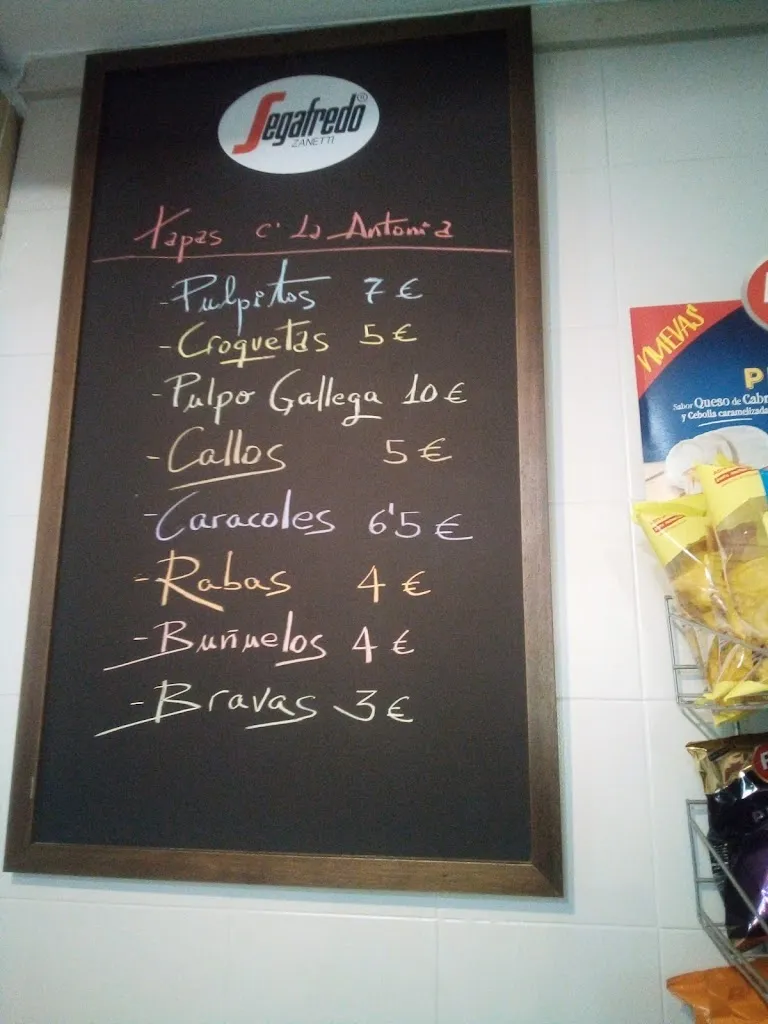 Segafredo®
ZANETTI
Tapas C' La Antonia
- Pulpitos 7 €
- Croquetas 5 €
- Pulpo Gallega 10 €
- Callos 5 €
- Caracoles 6'5 €
- Rabas 4 €
- Buñuelos 4 €
- Bravas 3 €
NUEVAS
Sabor Queso de Cabr
y Cebolla caramelizada